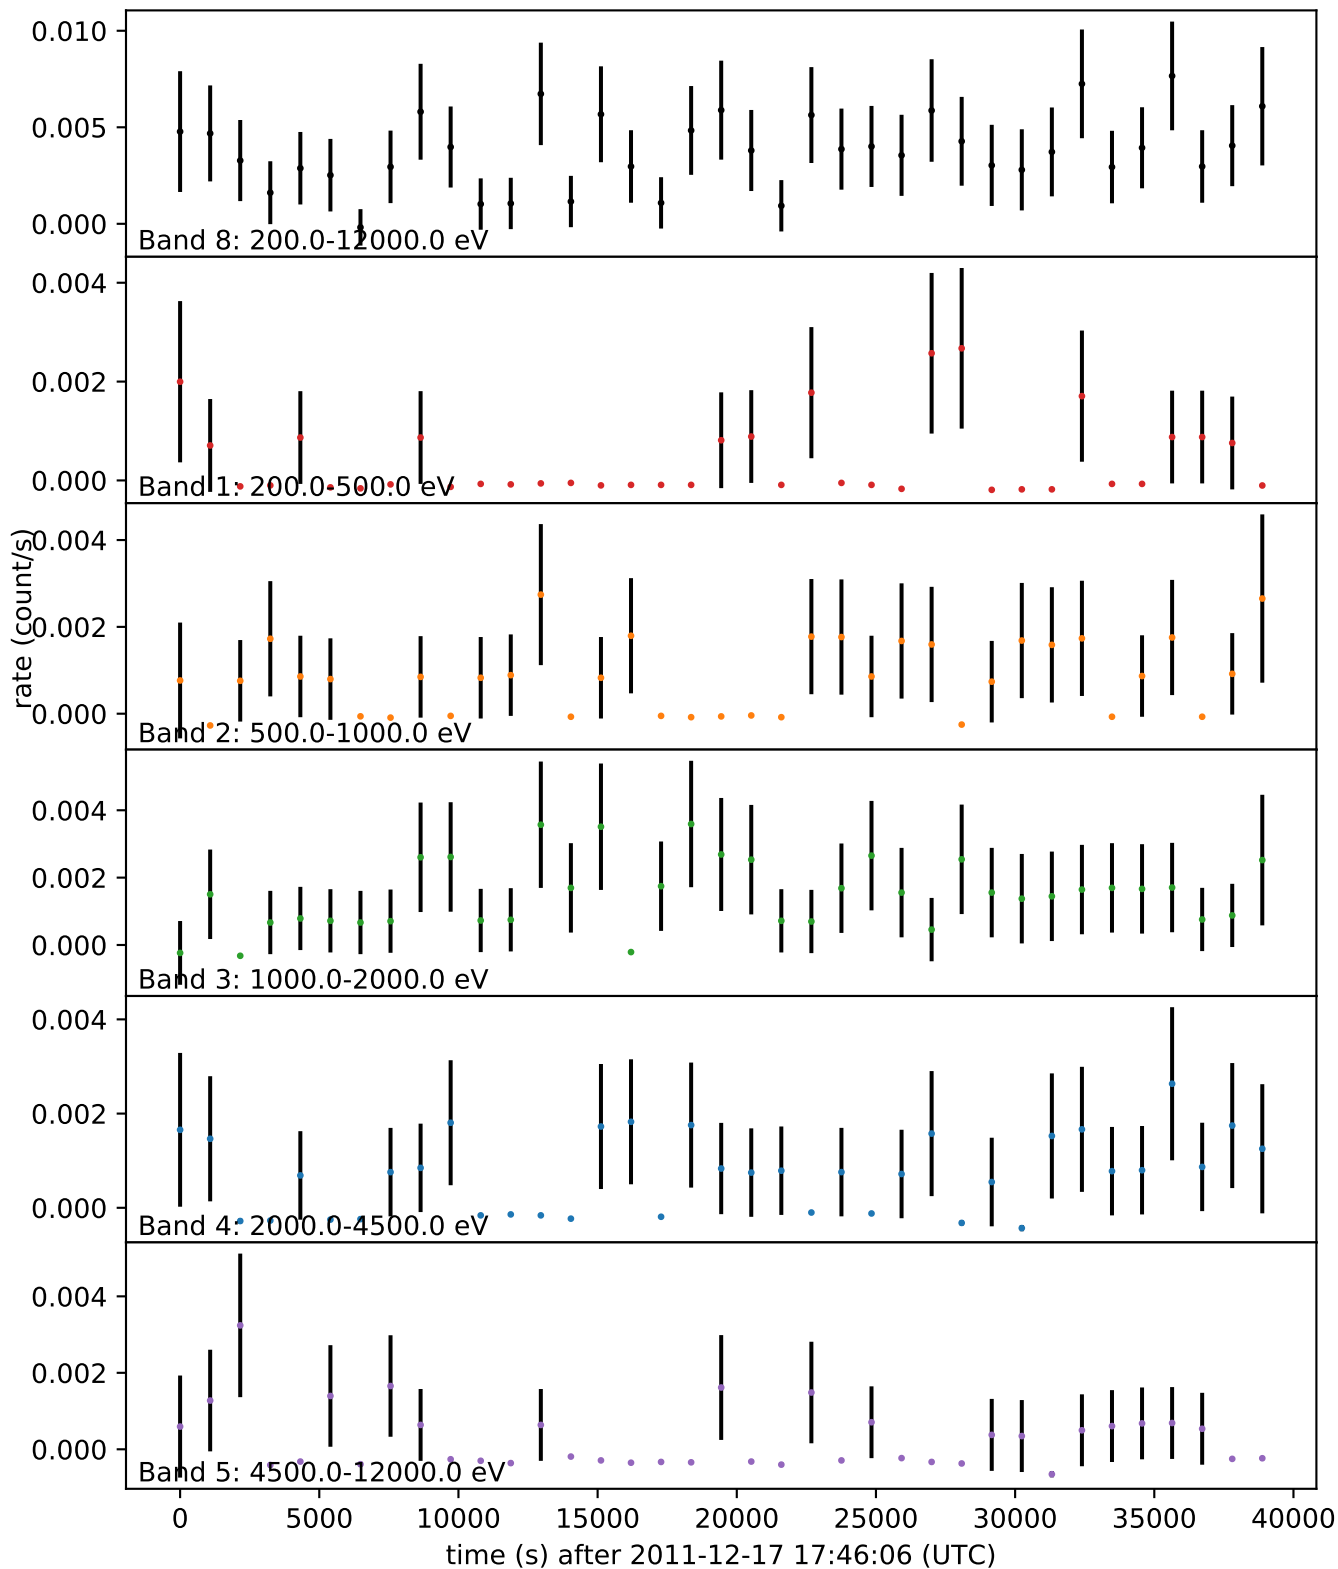 0.010
0.005
0.000
Band 8: 200.0-12000.0 eV
0.004
0.002
0.000
Band 1: 200.0-500.0 eV
rate (count/s)
0.004
0.002
0.000
Band 2: 500.0-1000.0 eV
0.004
0.002
0.000
Band 3: 1000.0-2000.0 eV
0.004
0.002
0.000
Band 4: 2000.0-4500.0 eV
0.004
0.002
0.000
Band 5: 4500.0-12000.0 eV
0 5000 10000 15000 20000 25000 30000 35000 40000
time (s) after 2011-12-17 17:46:06 (UTC)